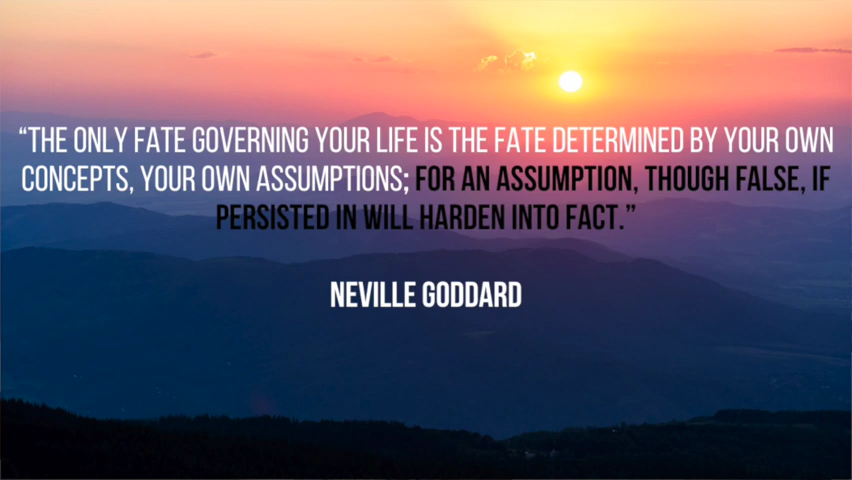 “THE ONLY FATE GOVERNING YOUR LIFE IS THE FATE DETERMINED BY YOUR OWN
CONCEPTS, YOUR OWN ASSUMPTIONS; FOR AN ASSUMPTION, THOUGH FALSE, IF
PERSISTED IN WILL HARDEN INTO FACT.”
NEVILLE GODDARD